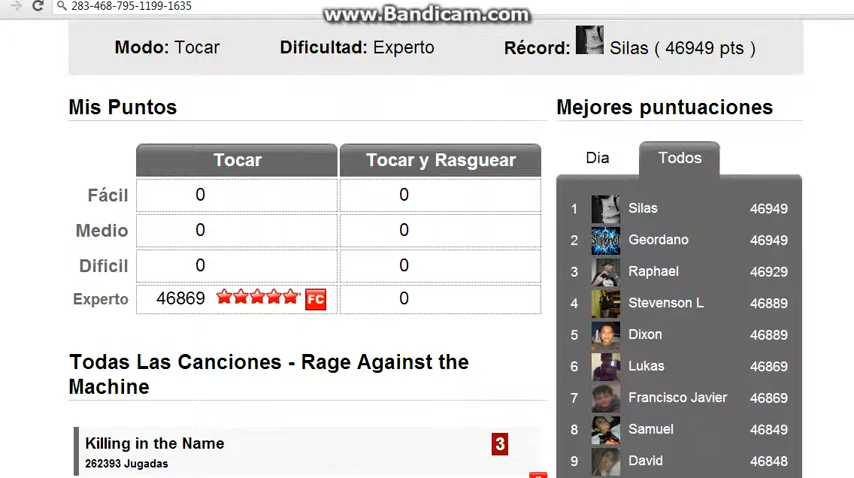 283-468-795-1199-1635
www.Bandicam.com
Modo: Tocar Dificultad: Experto Récord: Silas ( 46949 pts )
Mis Puntos
Tocar Tocar y Rasguear
Fácil 0 0
Medio 0 0
Dificil 0 0
Experto 46869 FC 0
Todas Las Canciones - Rage Against the
Machine
Killing in the Name 3
262393 Jugadas
Mejores puntuaciones
Dia Todos
1 Silas 46949
2 Geordano 46949
3 Raphael 46929
4 Stevenson L 46889
5 Dixon 46889
6 Lukas 46869
7 Francisco Javier 46869
8 Samuel 46849
9 David 46848